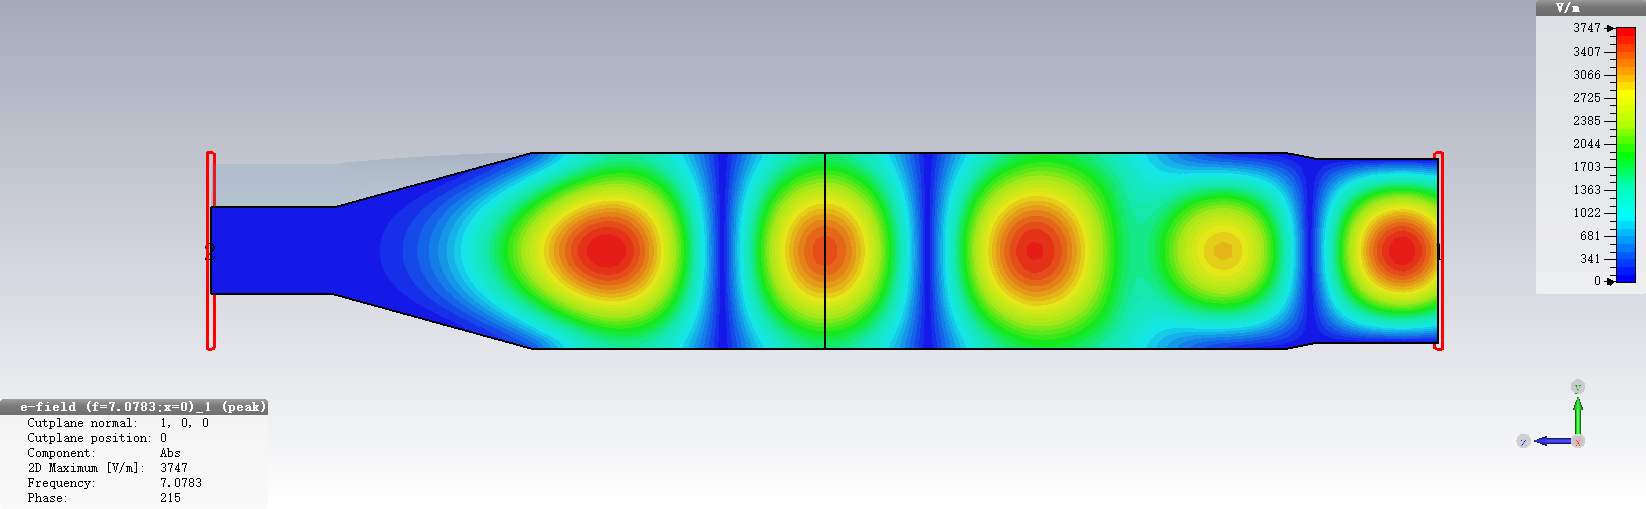 V/m
3747
3407
3066
2725
2385
2044
1703
1363
1022
681
341
0
2
y
z
x
e-field (f=7.0783;x=0)_1 (peak)
Cutplane normal: 1, 0, 0
Cutplane position: 0
Component: Abs
2D Maximum [V/m]: 3747
Frequency: 7.0783
Phase: 215